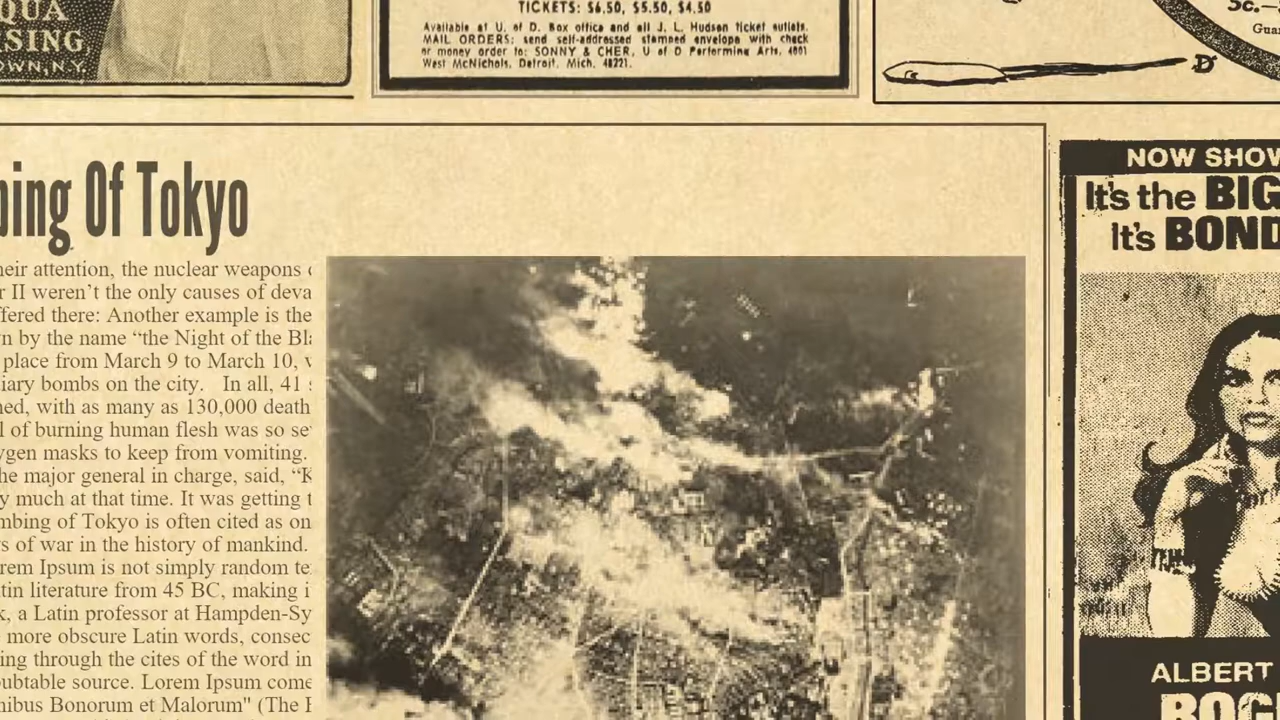 QUA
SING
OWN, N.Y.
TICKETS: $6.50, $5.50, $4.50
Available at U. of D. Box office and all J. L. Hudson ticket outlets.
MAIL ORDERS: send self-addressed stamped envelope with check
or money order to: SONNY & CHER, U of D Performing Arts, 4001
West McNichols, Detroit, Mich. 48221.
5c.—
Guar
D
bing Of Tokyo
heir attention, the nuclear weapons
r II weren’t the only causes of deva
ffered there: Another example is the
n by the name “the Night of the Bla
place from March 9 to March 10,
diary bombs on the city. In all, 41
ned, with as many as 130,000 death
l of burning human flesh was so se
ygen masks to keep from vomiting.
he major general in charge, said, “K
y much at that time. It was getting t
mbing of Tokyo is often cited as on
s of war in the history of mankind.
rem Ipsum is not simply random te
tin literature from 45 BC, making i
k, a Latin professor at Hampden-Sy
more obscure Latin words, consec
ing through the cites of the word in
oubtable source. Lorem Ipsum come
nibus Bonorum et Malorum" (The E
NOW SHOW
It's the BIG
It's BOND
ALBERT
ROC